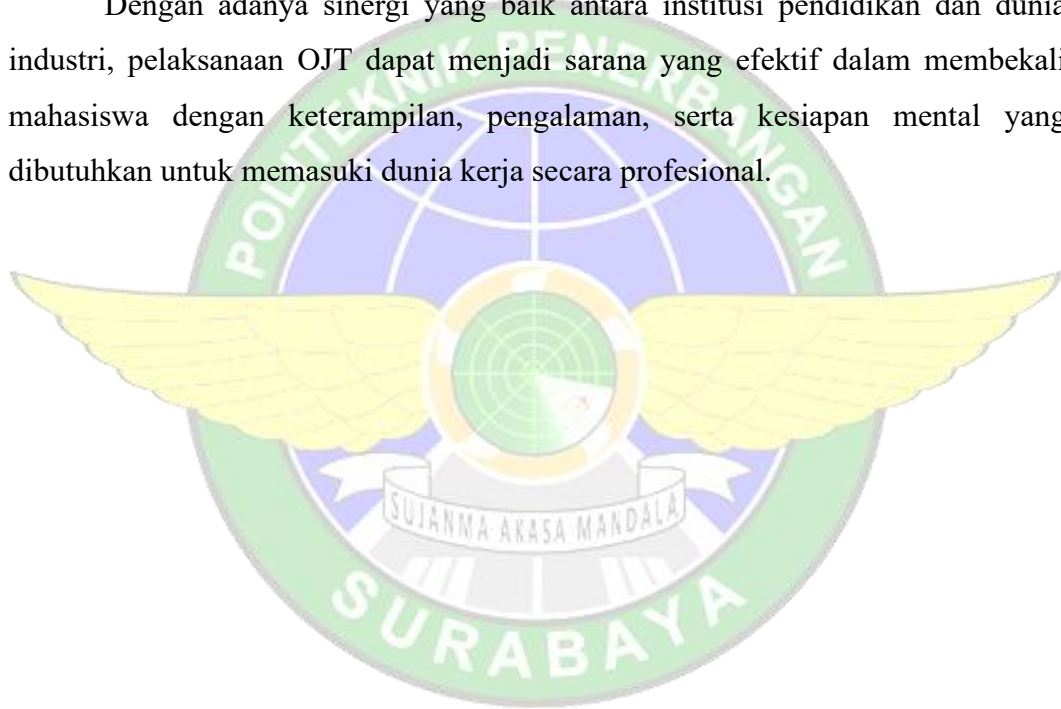 Dengan adanya sinergi yang baik antara institusi pendidikan dan dunia
industri, pelaksanaan OJT dapat menjadi sarana yang efektif dalam membekali
mahasiswa dengan keterampilan, pengalaman, serta kesiapan mental yang
dibutuhkan untuk memasuki dunia kerja secara profesional.
POLITEKNIK PENERBANGAN
SUJANMA AKASA MANDALA
SURABAYA